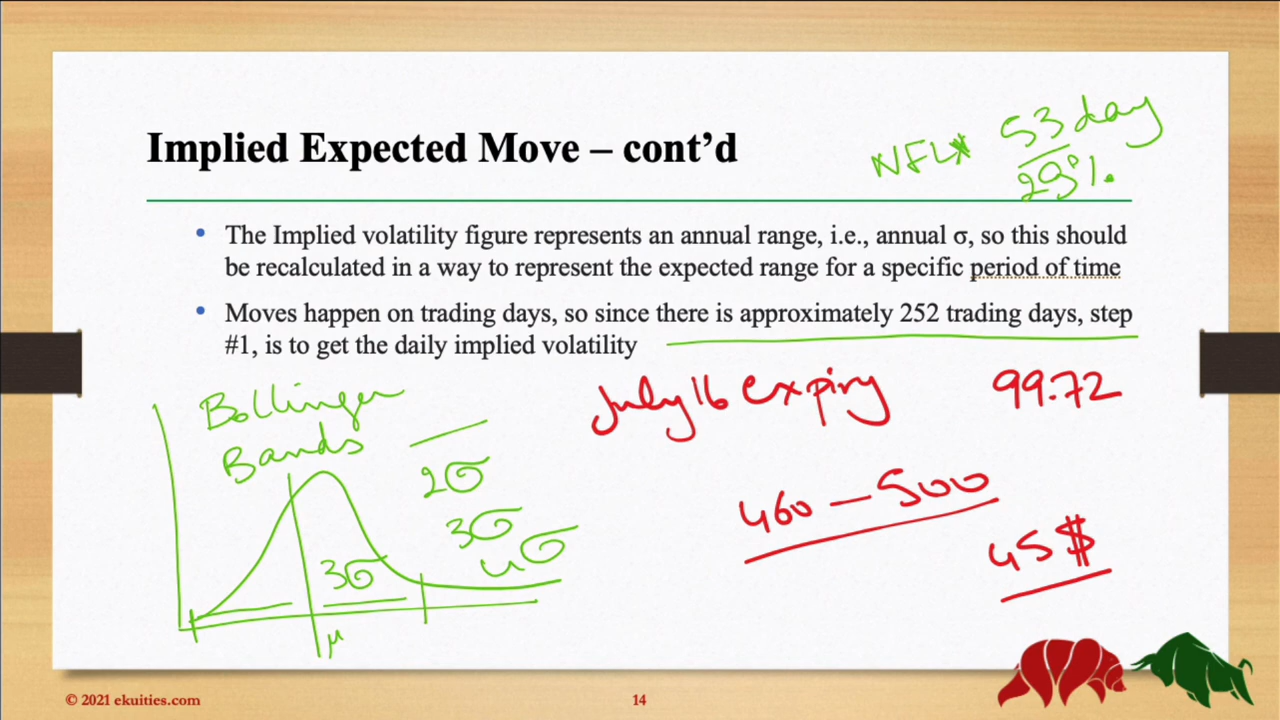 Implied Expected Move – cont’d
NFLX 53 day
29%
• The Implied volatility figure represents an annual range, i.e., annual σ, so this should
be recalculated in a way to represent the expected range for a specific period of time
• Moves happen on trading days, so since there is approximately 252 trading days, step
#1, is to get the daily implied volatility
Bollinger
Bands
2σ
3σ
4σ
3σ
μ
July 16 expiry 99.72
460 – 500
45 $
© 2021 ekuities.com
14